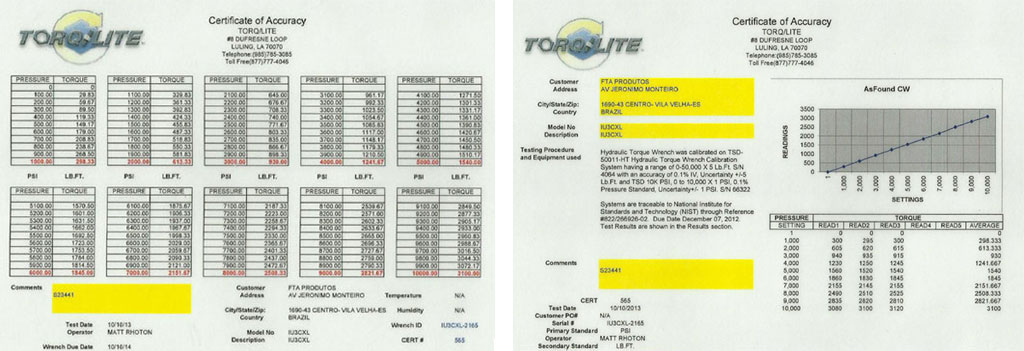 TORQ/LITE
Certificate of Accuracy
TORQ/LITE
#8 DUFRESNE LOOP
LULING, LA 70070
Telephone:(985)785-3085
Toll Free(877)777-4045
PRESSURE TORQUE PRESSURE TORQUE PRESSURE TORQUE PRESSURE TORQUE PRESSURE TORQUE
0 0
100.00 29.83 1100.00 329.83 2100.00 645.00 3100.00 961.17 4100.00 1271.50
200.00 59.67 1200.00 361.33 2200.00 676.67 3200.00 992.33 4200.00 1301.33
300.00 89.50 1300.00 392.83 2300.00 708.33 3300.00 1023.50 4300.00 1331.17
400.00 119.33 1400.00 424.33 2400.00 740.00 3400.00 1054.67 4400.00 1361.00
500.00 149.17 1500.00 455.83 2500.00 771.67 3500.00 1085.83 4500.00 1390.83
600.00 179.00 1600.00 487.33 2600.00 803.33 3600.00 1117.00 4600.00 1420.67
700.00 208.83 1700.00 518.83 2700.00 835.00 3700.00 1148.17 4700.00 1450.50
800.00 238.67 1800.00 550.33 2800.00 866.67 3800.00 1179.33 4800.00 1480.33
900.00 268.50 1900.00 581.83 2900.00 898.33 3900.00 1210.50 4900.00 1510.17
1000.00 298.33 2000.00 613.33 3000.00 930.00 4000.00 1241.67 5000.00 1540.00
PSI LB.FT. PSI LB.FT. PSI LB.FT. PSI LB.FT. PSI LB.FT.
PRESSURE TORQUE PRESSURE TORQUE PRESSURE TORQUE PRESSURE TORQUE PRESSURE TORQUE
5100.00 1570.50 6100.00 1875.67 7100.00 2187.33 8100.00 2539.67 9100.00 2849.50
5200.00 1601.00 6200.00 1906.33 7200.00 2223.00 8200.00 2571.00 9200.00 2877.33
5300.00 1631.50 6300.00 1937.00 7300.00 2258.67 8300.00 2602.33 9300.00 2905.17
5400.00 1662.00 6400.00 1967.67 7400.00 2294.33 8400.00 2633.67 9400.00 2933.00
5500.00 1692.50 6500.00 1998.33 7500.00 2330.00 8500.00 2665.00 9500.00 2960.83
5600.00 1723.00 6600.00 2029.00 7600.00 2365.67 8600.00 2696.33 9600.00 2988.67
5700.00 1753.50 6700.00 2059.67 7700.00 2401.33 8700.00 2727.67 9700.00 3016.50
5800.00 1784.00 6800.00 2090.33 7800.00 2437.00 8800.00 2759.00 9800.00 3044.33
5900.00 1814.50 6900.00 2121.00 7900.00 2472.67 8900.00 2790.33 9900.00 3072.17
6000.00 1845.00 7000.00 2151.67 8000.00 2508.33 9000.00 2821.67 10000.00 3100.00
Comments
S23441
Test Date 10/10/13
Operator MATT RHOTON
Wrench Due Date 10/10/14
Customer FTA PRODUTOS
Address AV JERONIMO MONTEIRO
City/State/Zip: 1690-43 CENTRO- VILA VELHA-ES
Country BRAZIL
Model No IU3CXL
Description IU3CXL
Temperature N/A
Humidity N/A
Wrench ID IU3CXL-2165
CERT # 565
TORQ/LITE
Certificate of Accuracy
TORQ/LITE
#8 DUFRESNE LOOP
LULING, LA 70070
Telephone:(985)785-3085
Toll Free(877)777-4045
Customer FTA PRODUTOS
Address AV JERONIMO MONTEIRO
City/State/Zip: 1690-43 CENTRO- VILA VELHA-ES
Country BRAZIL
Model No IU3CXL
Description IU3CXL
Testing Procedure and Equipment used
Hydraulic Torque Wrench was calibrated on TSD-
50011-HT Hydraulic Torque Wrench Calibration
System having a range of 0-50,000 X 5 Lb.Ft. S/N
4064 with an accuracy of 0.1% IV, Uncertainty +/-5
Lb.Ft. and TSD 10K PSI, 0 to 10,000 X 1 PSI, 0.1%
Pressure Standard, Uncertainty+/- 1 PSI. S/N 66322
Systems are traceable to National Institute for
Standards and Technology (NIST) through Reference
#822/266926-02. Due Date December 07, 2012
Test Results are shown in the Results section.
Comments
S23441
CERT 565
Test Date 10/10/2013
Customer PO# N/A
Serial # IU3CXL-2165
Primary Standard PSI
Operator MATT RHOTON
Secondary Standard LB.FT.
AsFound CW
READINGS
3500
3000
2500
2000
1500
1000
500
0
1 1,000 2,000 3,000 4,000 5,000 6,000 7,000 8,000 9,000 10,000
SETTINGS
PRESSURE TORQUE
SETTING READ1 READ2 READ3 READ4 READ5 AVERAGE
1 0 0 0 0
1,000 300 295 300 298.333
2,000 605 620 615 613.333
3,000 940 935 915 930
4,000 1230 1250 1245 1241.667
5,000 1560 1520 1540 1540
6,000 1850 1840 1845 1845
7,000 2155 2145 2155 2151.667
8,000 2490 2510 2525 2508.333
9,000 2835 2820 2810 2821.667
10,000 3080 3100 3120 3100